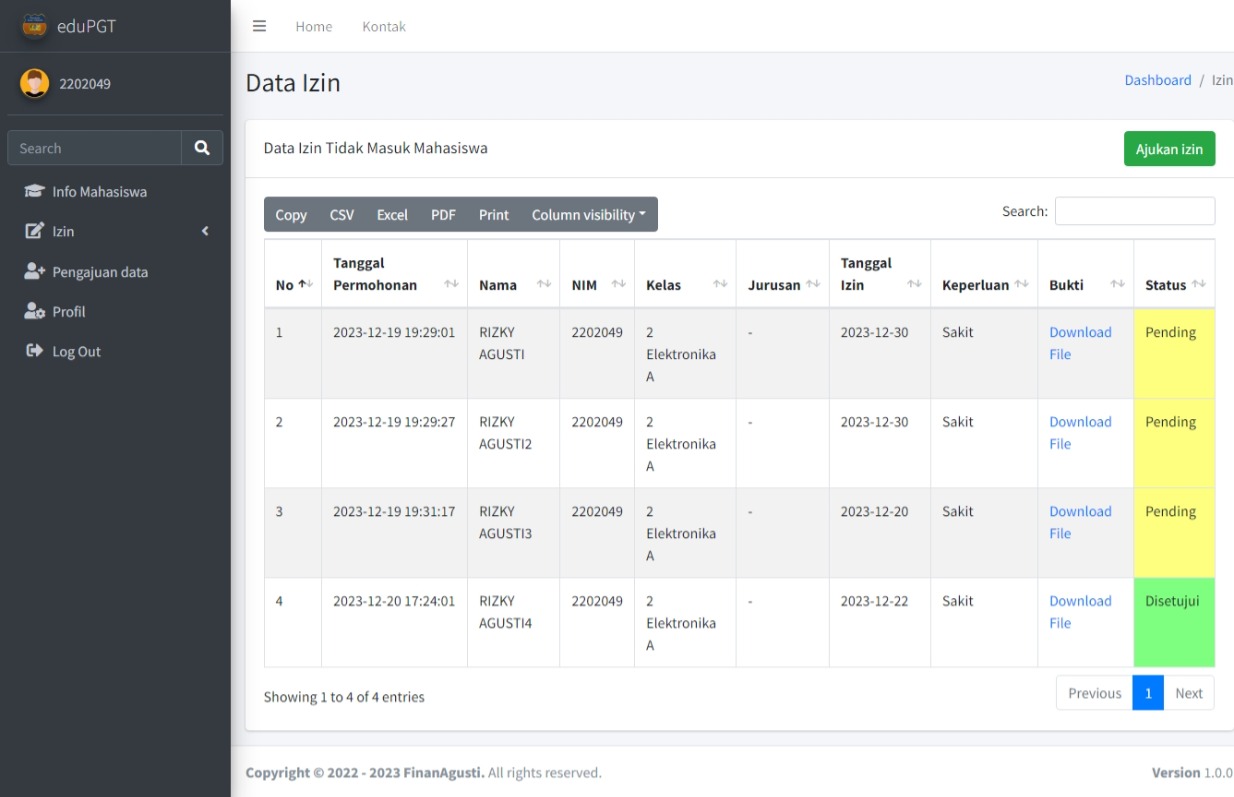 eduPGT
Home Kontak
2202049
Search
Info Mahasiswa
Izin
Pengajuan data
Profil
Log Out
Data Izin
Dashboard / Izin
Data Izin Tidak Masuk Mahasiswa
Ajukan izin
Copy CSV Excel PDF Print Column visibility
Search:
No Tanggal Permohonan Nama NIM Kelas Jurusan Tanggal Izin Keperluan Bukti Status
1 2023-12-19 19:29:01 RIZKY AGUSTI 2202049 2 Elektronika A - 2023-12-30 Sakit Download File Pending
2 2023-12-19 19:29:27 RIZKY AGUSTI2 2202049 2 Elektronika A - 2023-12-30 Sakit Download File Pending
3 2023-12-19 19:31:17 RIZKY AGUSTI3 2202049 2 Elektronika A - 2023-12-20 Sakit Download File Pending
4 2023-12-20 17:24:01 RIZKY AGUSTI4 2202049 2 Elektronika A - 2023-12-22 Sakit Download File Disetujui
Showing 1 to 4 of 4 entries
Previous 1 Next
Copyright © 2022 - 2023 FinanAgusti. All rights reserved.
Version 1.0.0